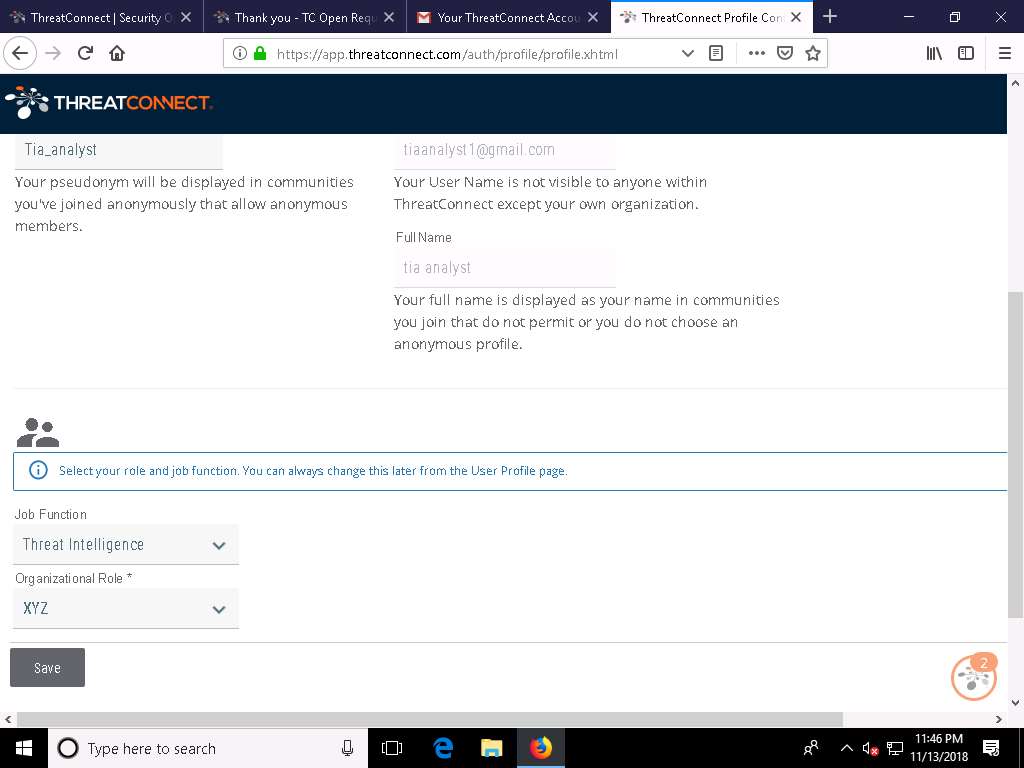 ThreatConnect | Security O
Thank you - TC Open Requ
Your ThreatConnect Accou
ThreatConnect Profile Con
https://app.threatconnect.com/auth/profile/profile.xhtml
THREATCONNECT
Tia_analyst
tiaanalyst1@gmail.com
Your pseudonym will be displayed in communities
you've joined anonymously that allow anonymous
members.
Your User Name is not visible to anyone within
ThreatConnect except your own organization.
Full Name
tia analyst
Your full name is displayed as your name in communities
you join that do not permit or you do not choose an
anonymous profile.
Select your role and job function. You can always change this later from the User Profile page.
Job Function
Threat Intelligence
Organizational Role *
XYZ
Save
2
Type here to search
11:46 PM
11/13/2018